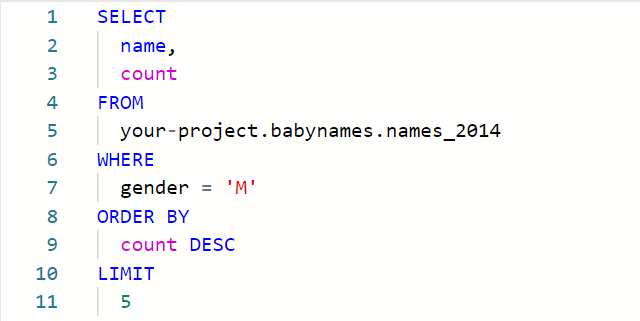 1 SELECT
2 name,
3 count
4 FROM
5 your-project.babynames.names_2014
6 WHERE
7 gender = 'M'
8 ORDER BY
9 count DESC
10 LIMIT
11 5